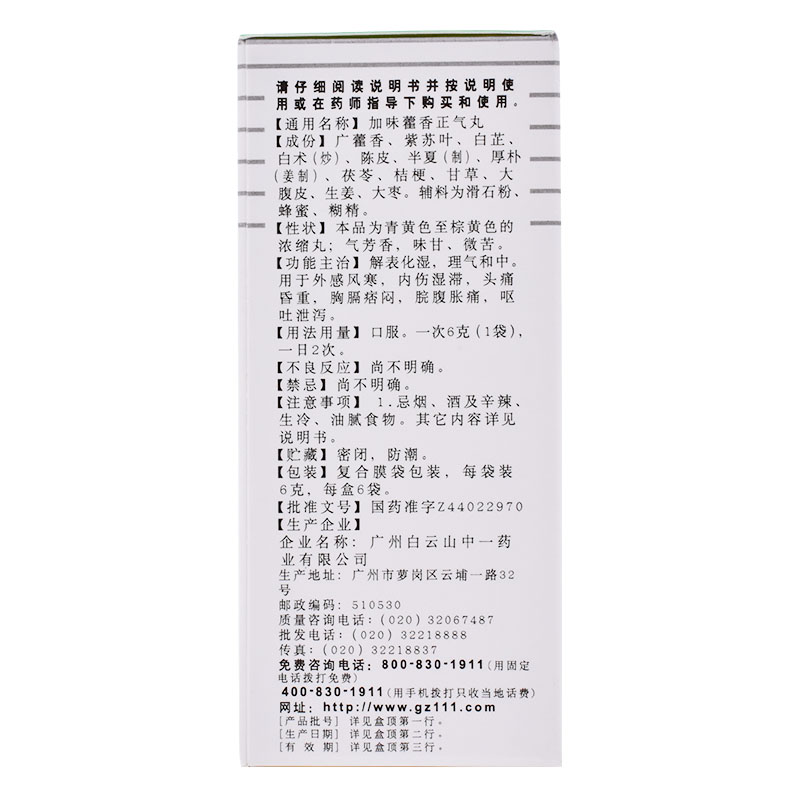 请仔细阅读说明书并按说明使
用或在药师指导下购买和使用。
【通用名称】加味藿香正气丸
【成份】广藿香、紫苏叶、白芷、
白术(炒)、陈皮、半夏(制)、厚朴
(姜制)、茯苓、桔梗、甘草、大
腹皮、生姜、大枣。辅料为滑石粉、
蜂蜜、糊精。
【性状】本品为青黄色至棕黄色的
浓缩丸;气芳香,味甘、微苦。
【功能主治】解表化湿,理气和中。
用于外感风寒,内伤湿滞,头痛
昏重,胸膈痞闷,脘腹胀痛,呕
吐泄泻。
【用法用量】口服。一次6克(1袋),
一日2次。
【不良反应】尚不明确。
【禁忌】尚不明确。
【注意事项】1.忌烟、酒及辛辣、
生冷、油腻食物。其它内容详见
说明书。
【贮藏】密闭,防潮。
【包装】复合膜袋包装,每袋装
6克,每盒6袋。
【批准文号】国药准字Z44022970
【生产企业】
企业名称:广州白云山中一药
业有限公司
生产地址:广州市萝岗区云埔一路32
号
邮政编码:510530
质量咨询电话:(020)32067487
批发电话:(020)32218888
传真:(020)32218837
免费咨询电话:800-830-1911(用固定
电话拨打免费)
400-830-1911(用手机拨打只收当地话费)
网址:http://www.gz111.com
[产品批号] 详见盒顶第一行。
[生产日期] 详见盒顶第二行。
[有 效 期] 详见盒顶第三行。